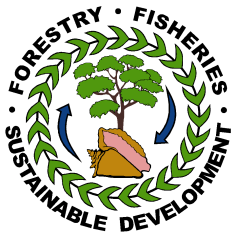 FORESTRY · FISHERIES
· SUSTAINABLE DEVELOPMENT ·